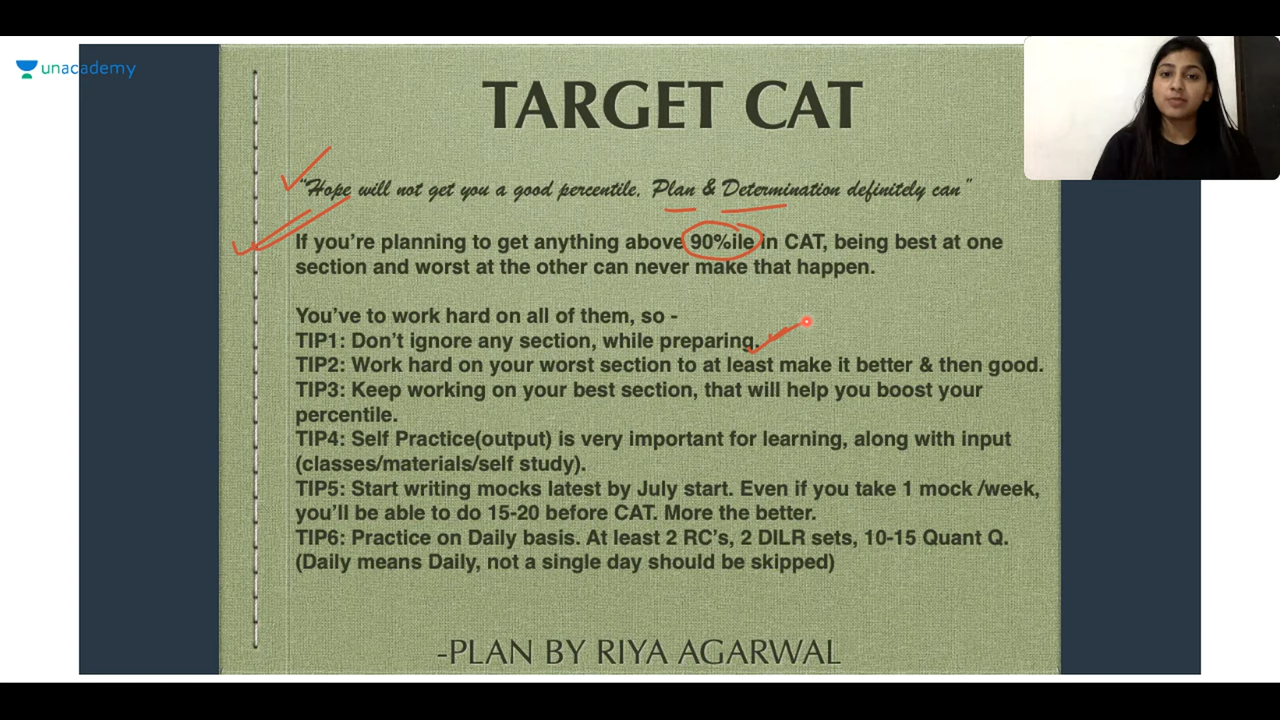 unacademy
TARGET CAT
"Hope will not get you a good percentile, Plan & Determination definitely can"
If you're planning to get anything above 90%ile in CAT, being best at one
section and worst at the other can never make that happen.
You've to work hard on all of them, so -
TIP1: Don't ignore any section, while preparing.
TIP2: Work hard on your worst section to at least make it better & then good.
TIP3: Keep working on your best section, that will help you boost your
percentile.
TIP4: Self Practice(output) is very important for learning, along with input
(classes/materials/self study).
TIP5: Start writing mocks latest by July start. Even if you take 1 mock /week,
you'll be able to do 15-20 before CAT. More the better.
TIP6: Practice on Daily basis. At least 2 RC's, 2 DILR sets, 10-15 Quant Q.
(Daily means Daily, not a single day should be skipped)
-PLAN BY RIYA AGARWAL